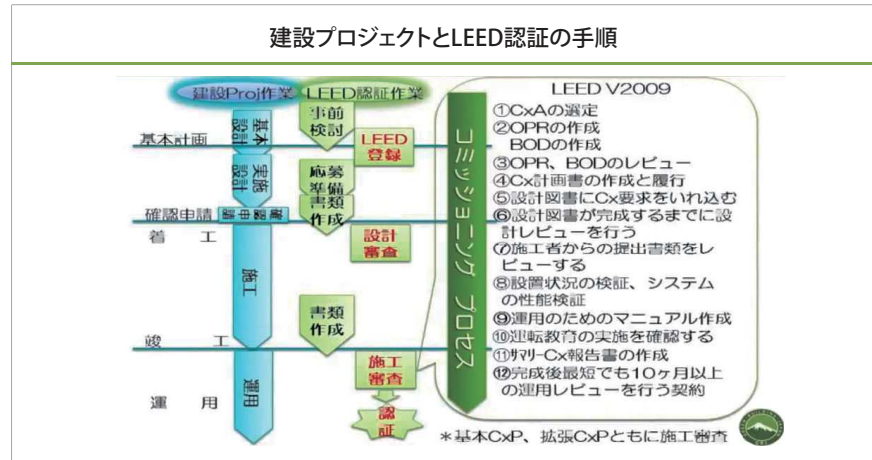 建設プロジェクトとLEED認証の手順
建設Proj作業
LEED認証作業
基本計画
確認申請
着 工
竣 工
運 用
基本設計
実施設計
確認申請
施工
運用
事前
検討
応募
準備
書類
作成
書類
作成
LEED
登録
設計
審査
施工
審査
認
証
コミッショニング プロセス
LEED V2009
①CxAの選定
②OPRの作成
BODの作成
③OPR、BODのレビュー
④Cx計画書の作成と履行
⑤設計図書にCx要求をいれ込む
⑥設計図書が完成するまでに設
計レビューを行う
⑦施工者からの提出書類をレ
ビューする
⑧設置状況の検証、システム
の性能検証
⑨運用のためのマニュアル作成
⑩運転教育の実施を確認する
⑪ｻﾏﾘｰCx報告書の作成
⑫完成後最短でも10ヶ月以上
の運用レビューを行う契約
＊基本CxP、拡張CxPともに施工審査